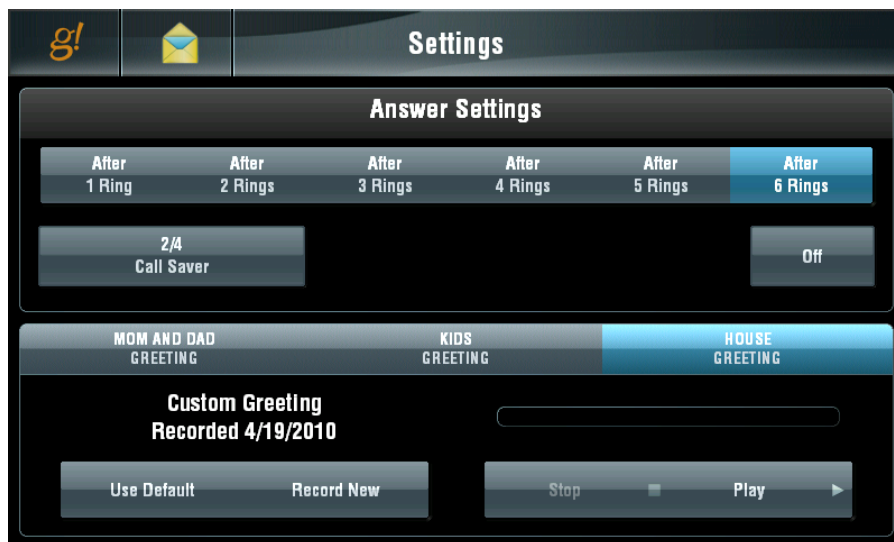 g!
Settings
Answer Settings
After After After After After After
1 Ring 2 Rings 3 Rings 4 Rings 5 Rings 6 Rings
2/4
Call Saver
Off
MOM AND DAD KIDS HOUSE
GREETING GREETING GREETING
Custom Greeting
Recorded 4/19/2010
Use Default Record New Stop Play